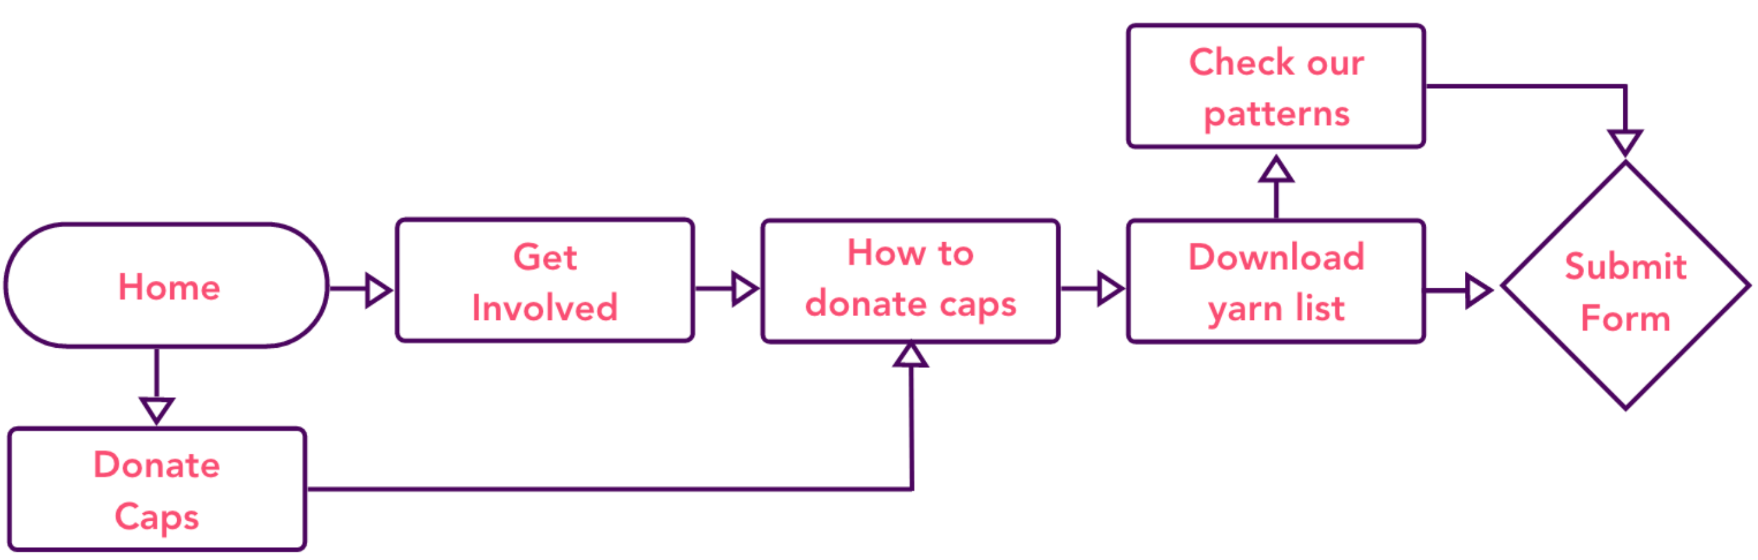 Check our
patterns
Home
Get
Involved
How to
donate caps
Download
yarn list
Submit
Form
Donate
Caps